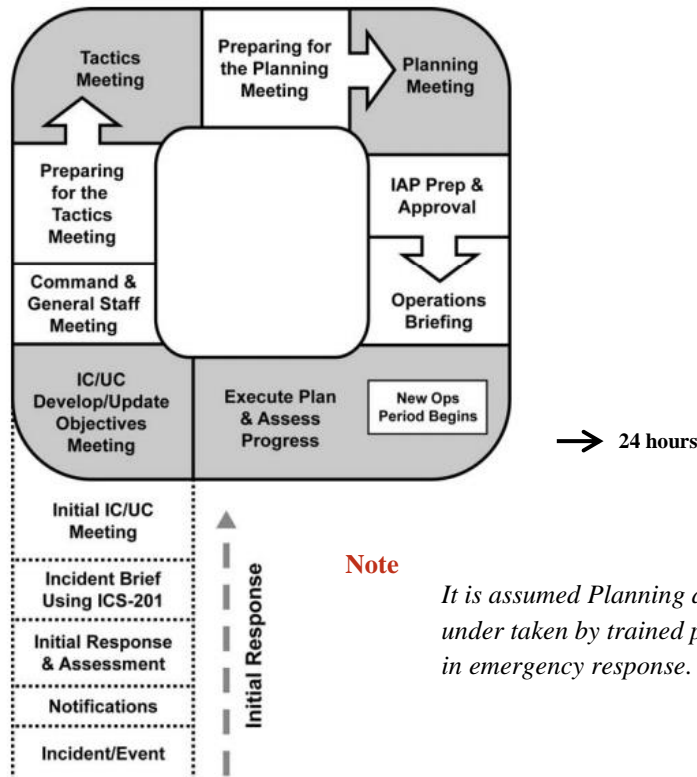 Tactics
Meeting
Preparing for
the Planning
Meeting
Planning
Meeting
Preparing
for the
Tactics
Meeting
IAP Prep &
Approval
Command &
General Staff
Meeting
Operations
Briefing
IC/UC
Develop/Update
Objectives
Meeting
Execute Plan
& Assess
Progress
New Ops
Period Begins
24 hours
Initial IC/UC
Meeting
Incident Brief
Using ICS-201
Initial Response
& Assessment
Notifications
Incident/Event
Initial Response
Note
It is assumed Planning
under taken by trained
in emergency response.